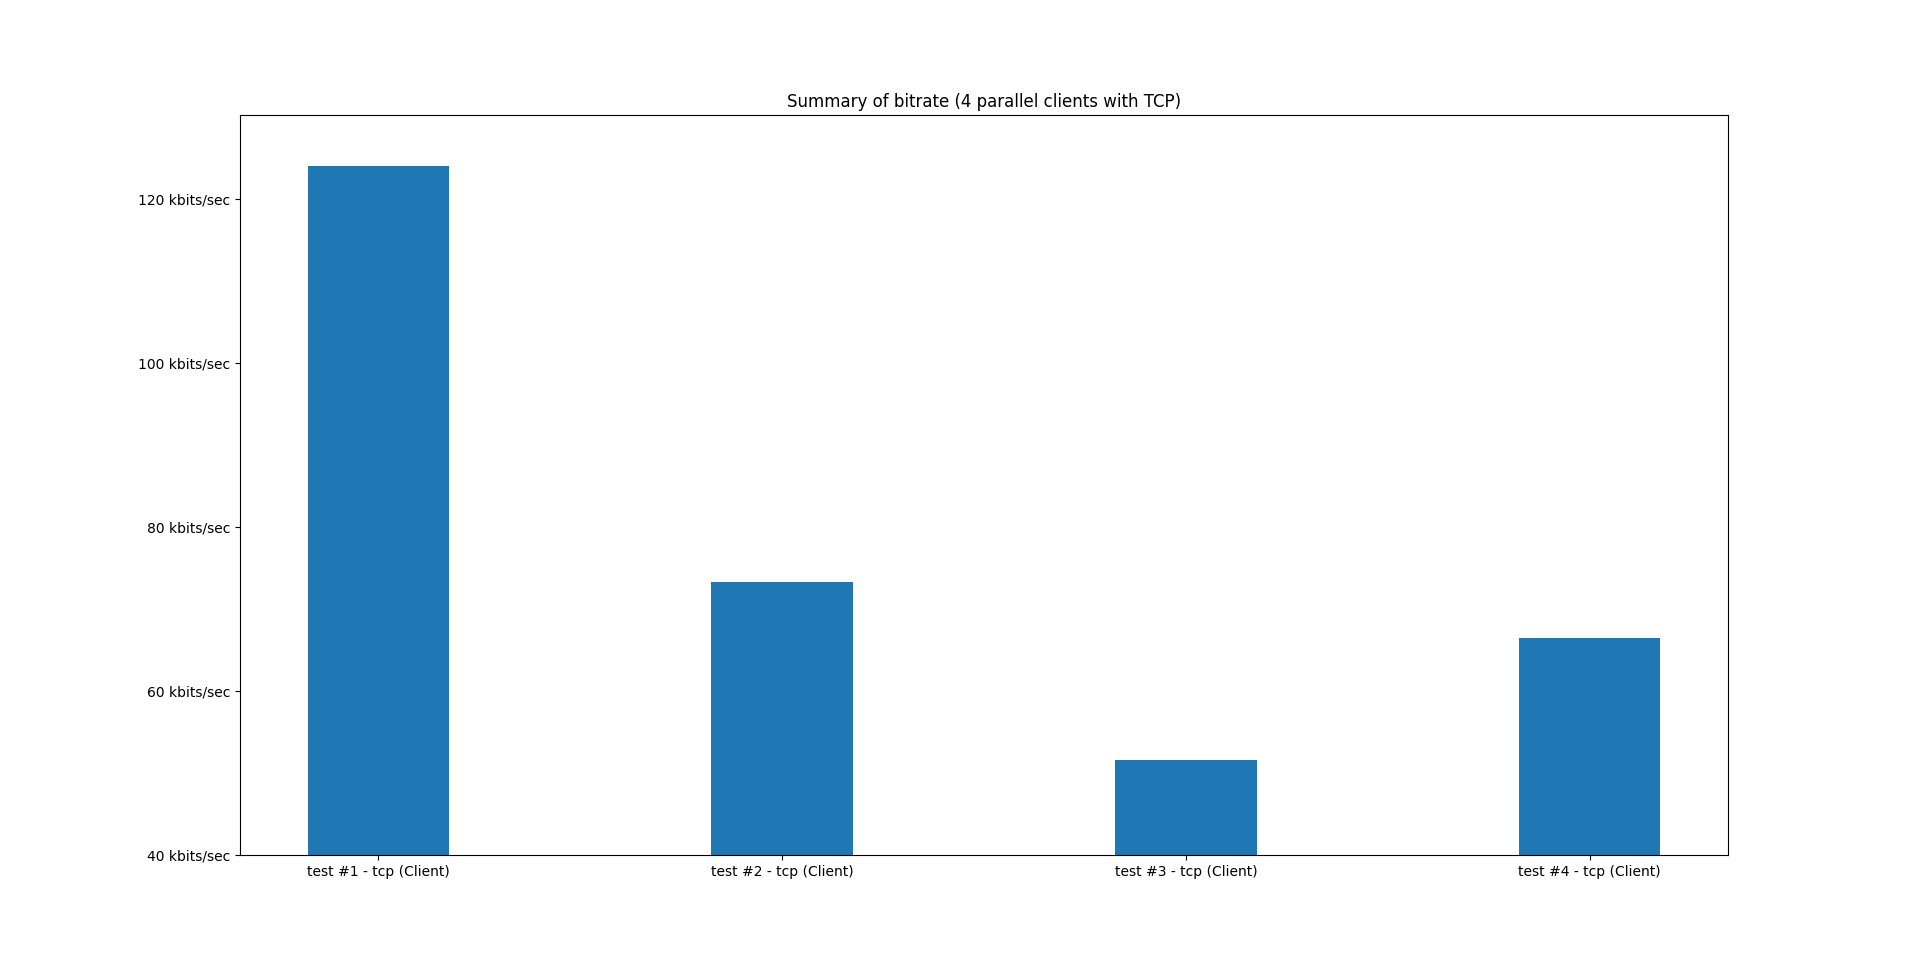 Summary of bitrate (4 parallel clients with TCP)
120 kbits/sec
100 kbits/sec
80 kbits/sec
60 kbits/sec
40 kbits/sec
test #1 - tcp (Client)
test #2 - tcp (Client)
test #3 - tcp (Client)
test #4 - tcp (Client)